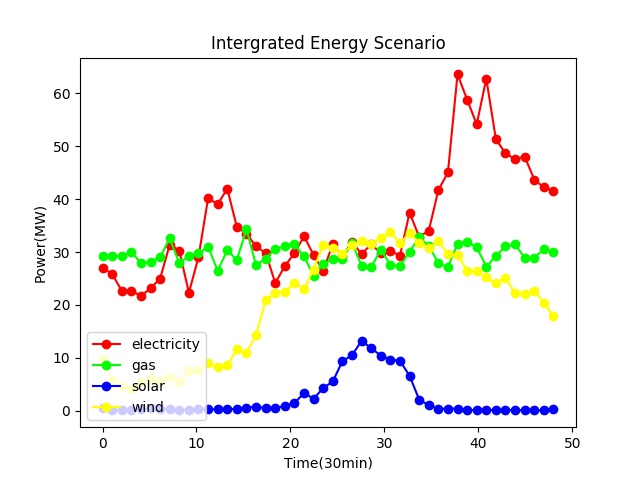 Intergrated Energy Scenario
Power(MW)
60
50
40
30
20
10
0
electricity
gas
solar
wind
0 10 20 30 40 50
Time(30min)